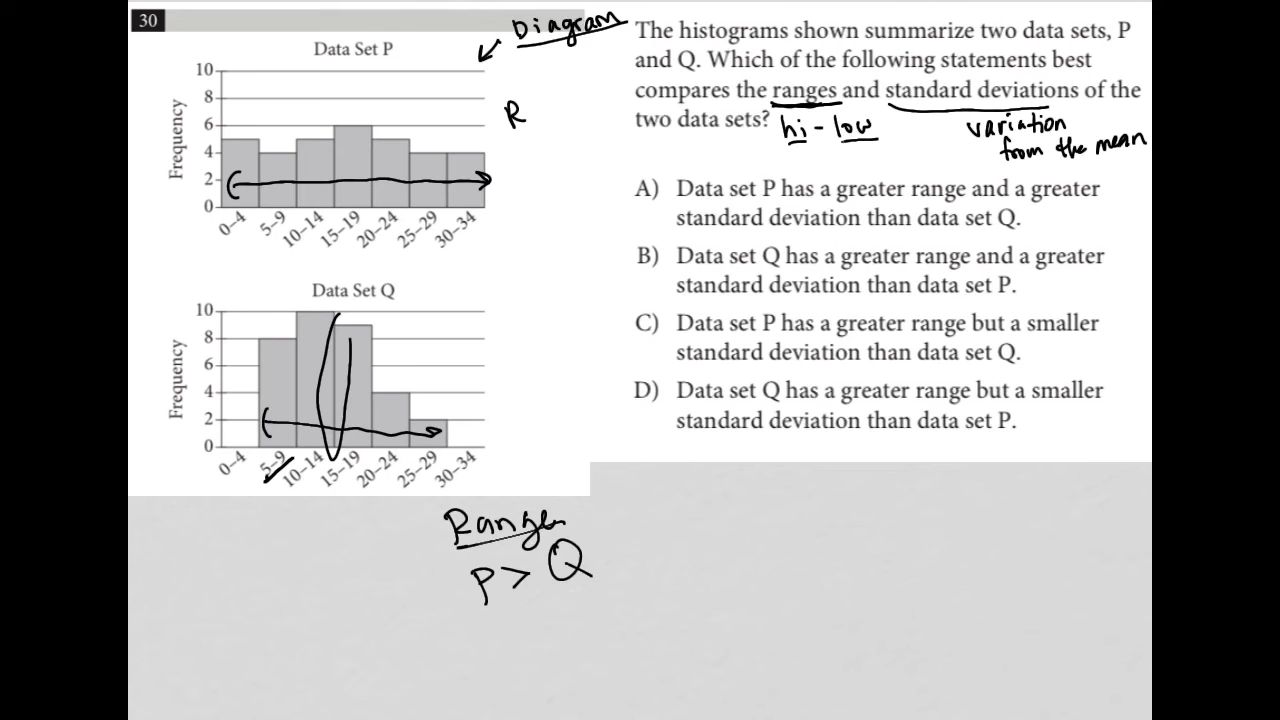 30
Data Set P
10
8
6
4
2
0
Frequency
0–4
5–9
10–14
15–19
20–24
25–29
30–34
Diagram
R
Data Set Q
10
8
6
4
2
0
Frequency
0–4
5–9
10–14
15–19
20–24
25–29
30–34
Range
P > Q
The histograms shown summarize two data sets, P
and Q. Which of the following statements best
compares the ranges and standard deviations of the
two data sets?
hi - low
variation
from the mean
A) Data set P has a greater range and a greater
standard deviation than data set Q.
B) Data set Q has a greater range and a greater
standard deviation than data set P.
C) Data set P has a greater range but a smaller
standard deviation than data set Q.
D) Data set Q has a greater range but a smaller
standard deviation than data set P.